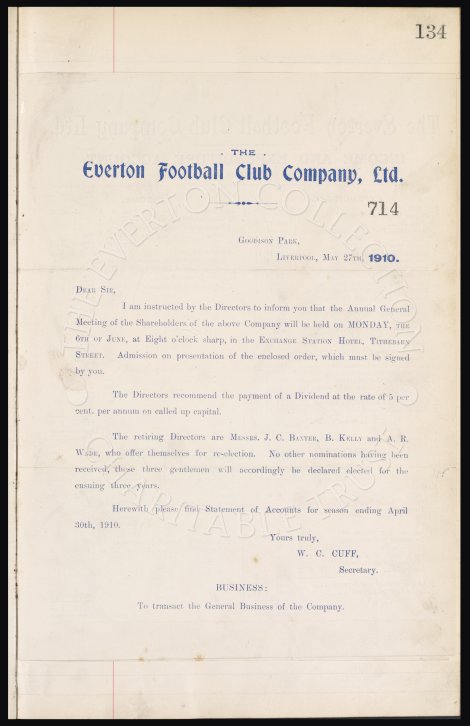 134
· THE ·
Everton Football Club Company, Ltd.
714
Goodison Park,
Liverpool, May 27th, 1910.
Dear Sir,
I am instructed by the Directors to inform you that the Annual General
Meeting of the Shareholders of the above Company will be held on MONDAY, the
6th of June, at Eight o'clock sharp, in the Exchange Station Hotel, Tithebarn
Street. Admission on presentation of the enclosed order, which must be signed
by you.
The Directors recommend the payment of a Dividend at the rate of 5 per
cent. per annum on called up capital.
The retiring Directors are Messrs. J. C. Baxter, B. Kelly and A. R.
Wade, who offer themselves for re-election. No other nominations having been
received, these three gentlemen will accordingly be declared elected for the
ensuing three years.
Herewith please find Statement of Accounts for season ending April
30th, 1910.
Yours truly,
W. C. CUFF,
Secretary.
BUSINESS:
To transact the General Business of the Company.
THE EVERTON COLLECTION
CHARITABLE TRUST